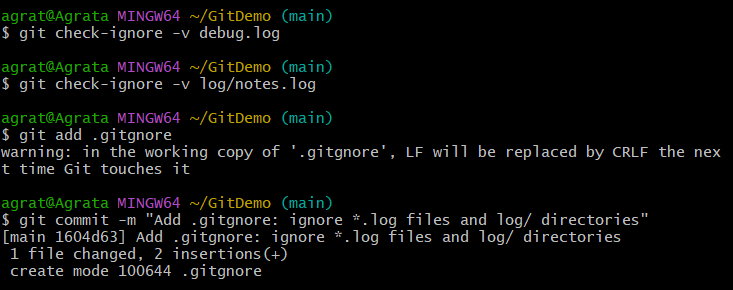 agrat@Agrata MINGW64 ~/GitDemo (main)
$ git check-ignore -v debug.log
agrat@Agrata MINGW64 ~/GitDemo (main)
$ git check-ignore -v log/notes.log
agrat@Agrata MINGW64 ~/GitDemo (main)
$ git add .gitgnore
warning: in the working copy of '.gitgnore', LF will be replaced by CRLF the nex
t time Git touches it
agrat@Agrata MINGW64 ~/GitDemo (main)
$ git commit -m "Add .gitgnore: ignore *.log files and log/ directories"
[main 1604d63] Add .gitgnore: ignore *.log files and log/ directories
 1 file changed, 2 insertions(+)
 create mode 100644 .gitgnore